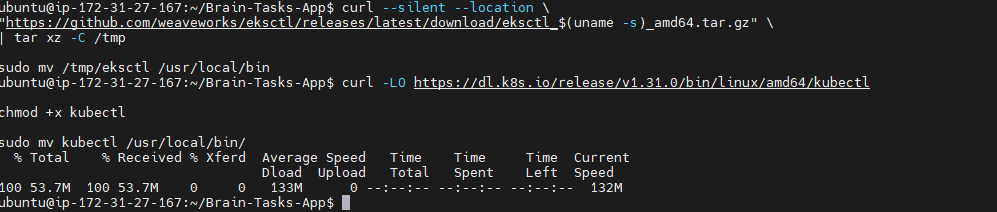 ubuntu@ip-172-31-27-167:~/Brain-Tasks-App$ curl --silent --location \
"https://github.com/weaveworks/eksctl/releases/latest/download/eksctl_$(uname -s)_amd64.tar.gz" \
| tar xz -C /tmp
sudo mv /tmp/eksctl /usr/local/bin
ubuntu@ip-172-31-27-167:~/Brain-Tasks-App$ curl -LO https://dl.k8s.io/release/v1.31.0/bin/linux/amd64/kubectl
chmod +x kubectl
sudo mv kubectl /usr/local/bin/
% Total % Received % Xferd Average Speed Time Time Time Current
Dload Upload Total Spent Left Speed
100 53.7M 100 53.7M 0 0 133M 0 --:--:-- --:--:-- --:--:-- 132M
ubuntu@ip-172-31-27-167:~/Brain-Tasks-App$